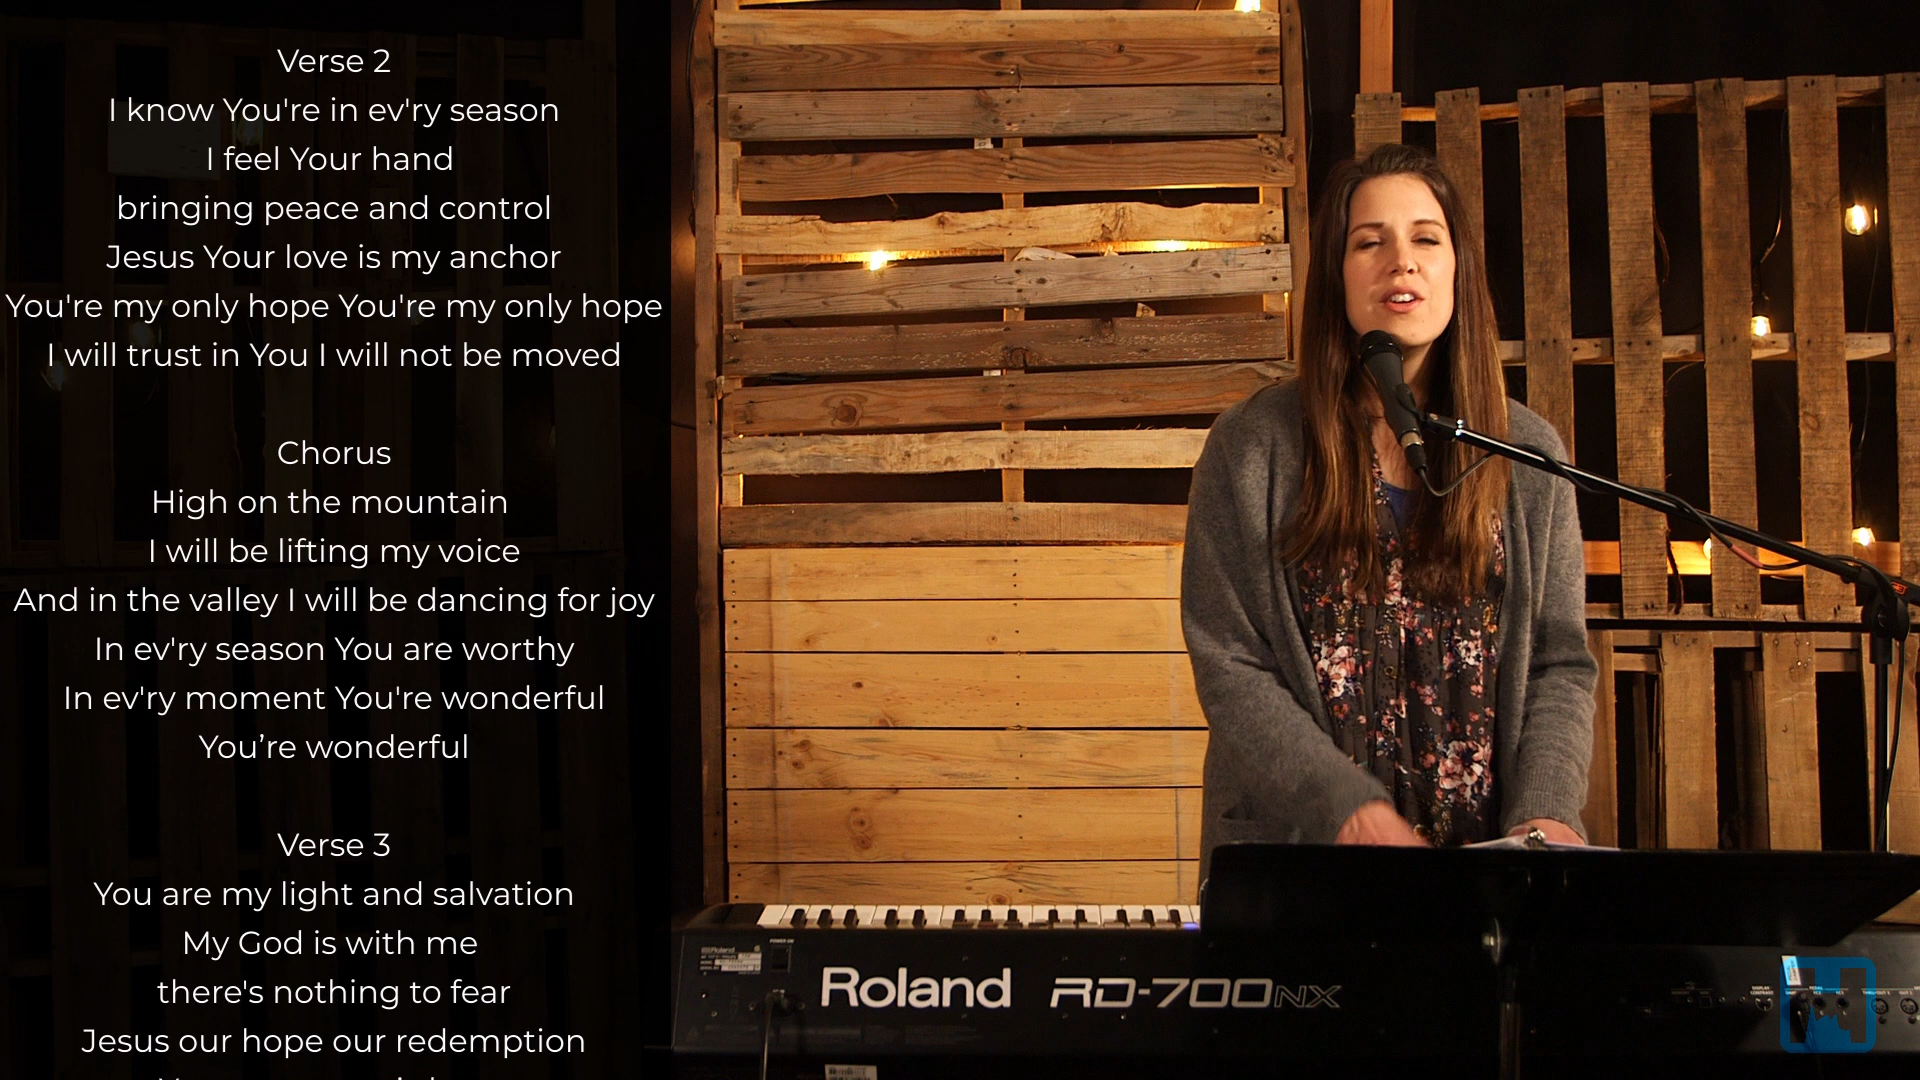 Verse 2
I know You're in ev'ry season
I feel Your hand
bringing peace and control
Jesus Your love is my anchor
You're my only hope You're my only hope
I will trust in You I will not be moved
Chorus
High on the mountain
I will be lifting my voice
And in the valley I will be dancing for joy
In ev'ry season You are worthy
In ev'ry moment You're wonderful
You’re wonderful
Verse 3
You are my light and salvation
My God is with me
there's nothing to fear
Jesus our hope our redemption
Roland RD-700NX